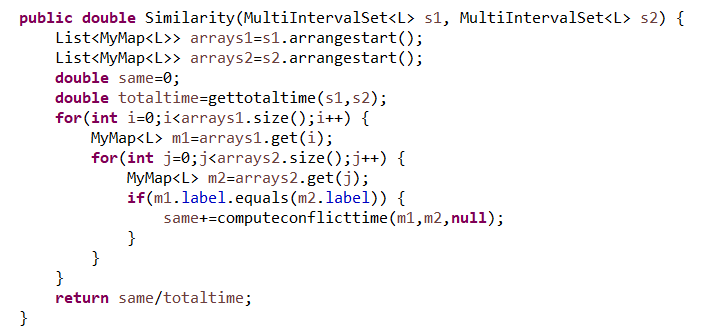 public double Similarity(MultiIntervalSet<L> s1, MultiIntervalSet<L> s2) {
    List<MyMap<L>> arrays1=s1.arrangestart();
    List<MyMap<L>> arrays2=s2.arrangestart();
    double same=0;
    double totaltime=gettotaltime(s1,s2);
    for(int i=0;i<arrays1.size();i++) {
        MyMap<L> m1=arrays1.get(i);
        for(int j=0;j<arrays2.size();j++) {
            MyMap<L> m2=arrays2.get(j);
            if(m1.label.equals(m2.label)) {
                same+=computeconflicttime(m1,m2,null);
            }
        }
    }
    return same/totaltime;
}